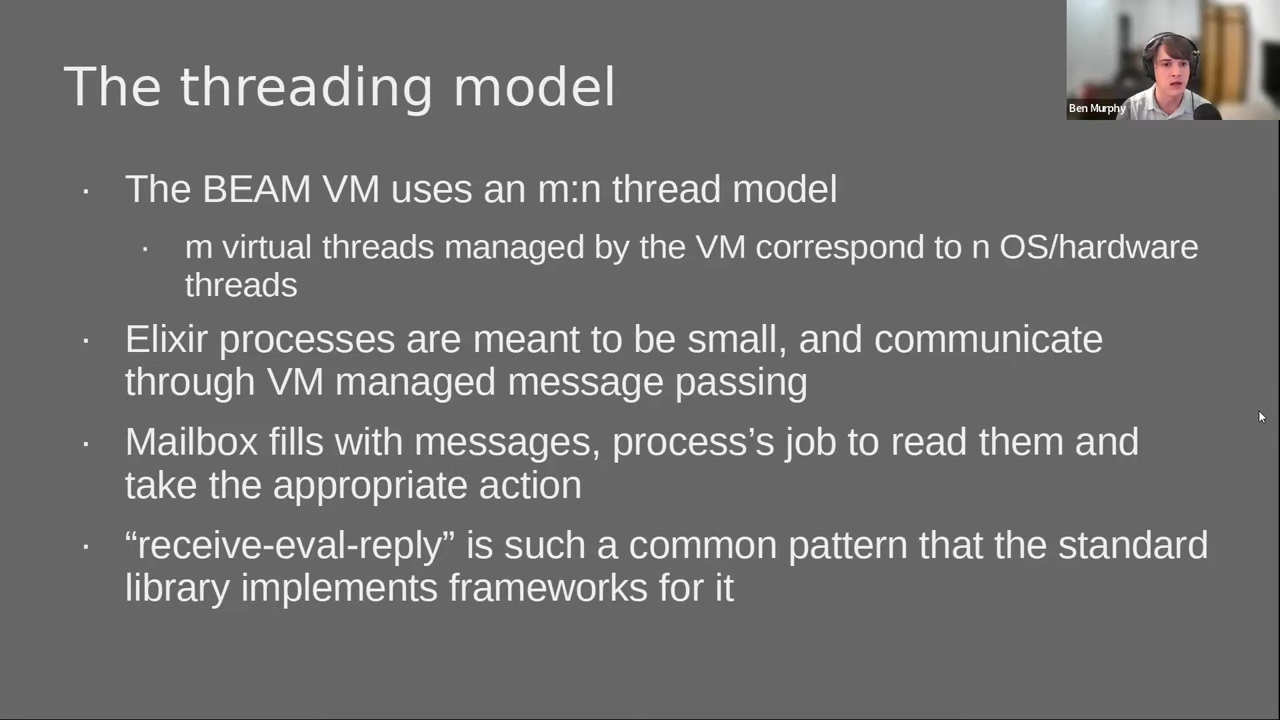 The threading model
Ben Murphy
· The BEAM VM uses an m:n thread model
· m virtual threads managed by the VM correspond to n OS/hardware
threads
· Elixir processes are meant to be small, and communicate
through VM managed message passing
· Mailbox fills with messages, process’s job to read them and
take the appropriate action
· “receive-eval-reply” is such a common pattern that the standard
library implements frameworks for it